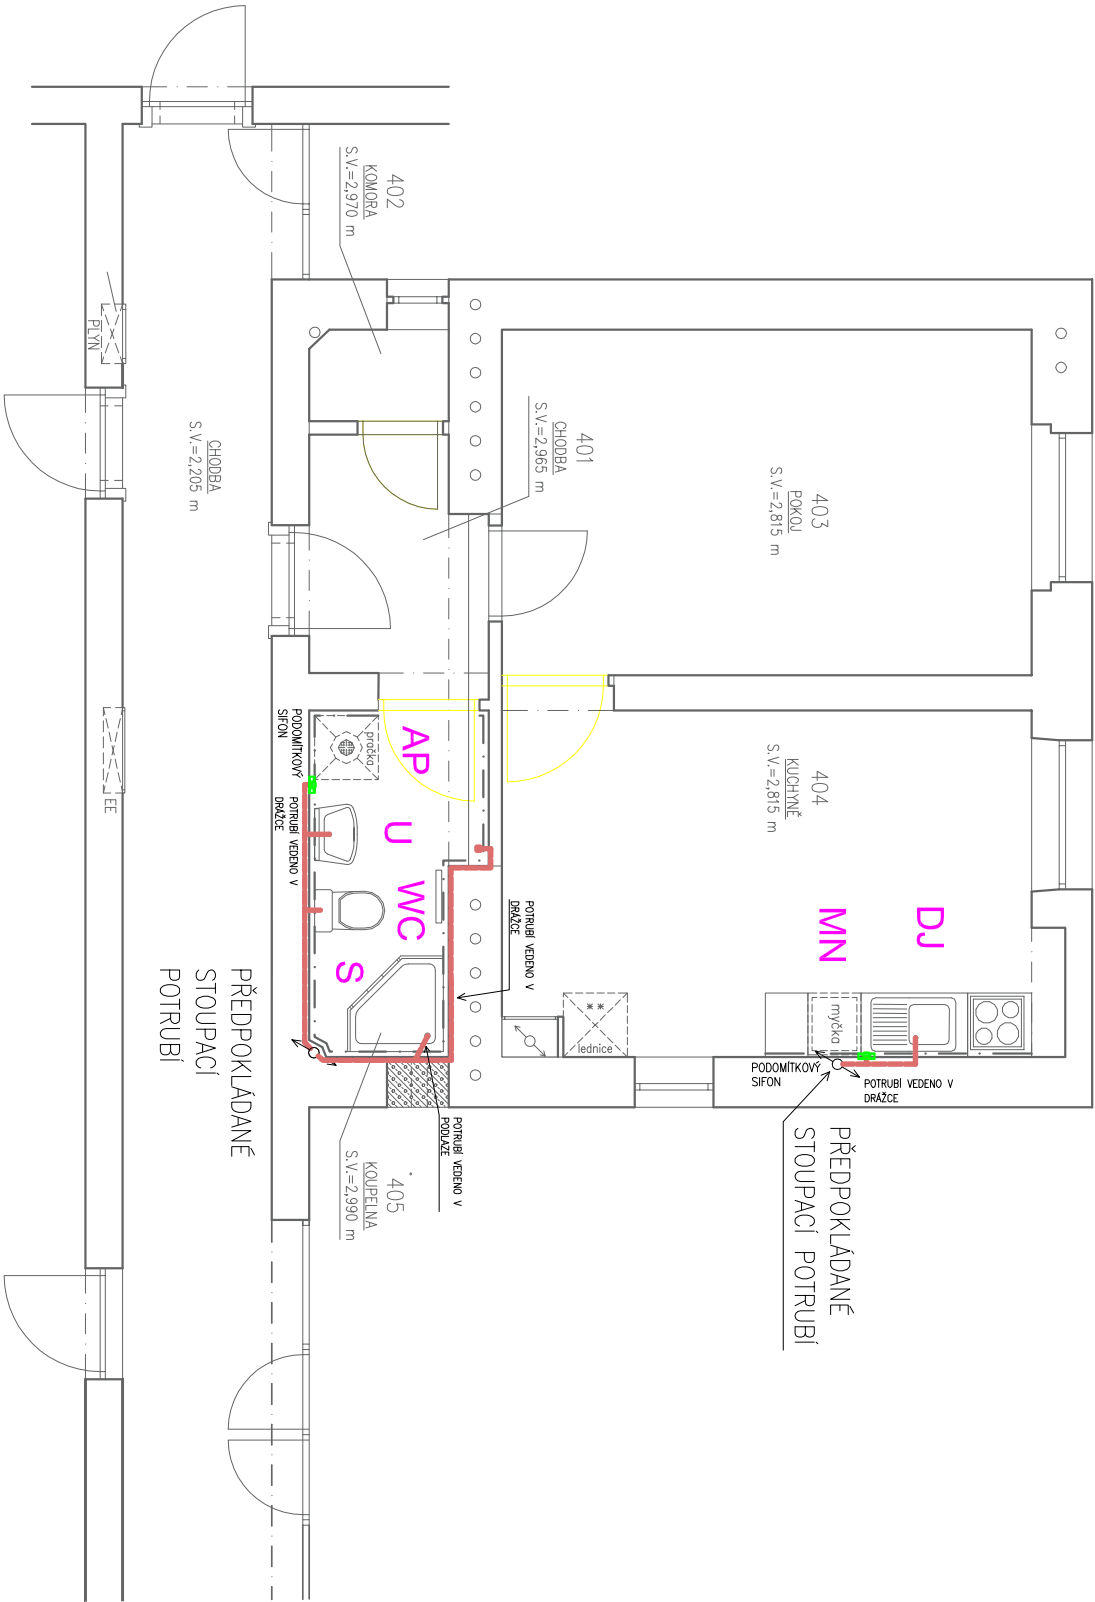 402
KOMORA
S.V.=2,970 m
PLYN
CHODBA
S.V.=2,205 m
401
CHODBA
S.V.=2,965 m
403
POKOJ
S.V.=2,815 m
404
KUCHYNĚ
S.V.=2,815 m
EE
PODOMÍTKOVÝ
SIFON
POTRUBÍ VEDENO V
DRÁŽCE
pračka
AP
U
WC
S
POTRUBÍ VEDENO V
DRÁŽCE
DJ
MN
myčka
lednice
PODOMÍTKOVÝ
SIFON
POTRUBÍ VEDENO V
DRÁŽCE
PŘEDPOKLÁDANÉ
STOUPACÍ
POTRUBÍ
PŘEDPOKLÁDANÉ
STOUPACÍ POTRUBÍ
POTRUBÍ VEDENO V
PODLAZE
405
KOUPELNA
S.V.=2,990 m